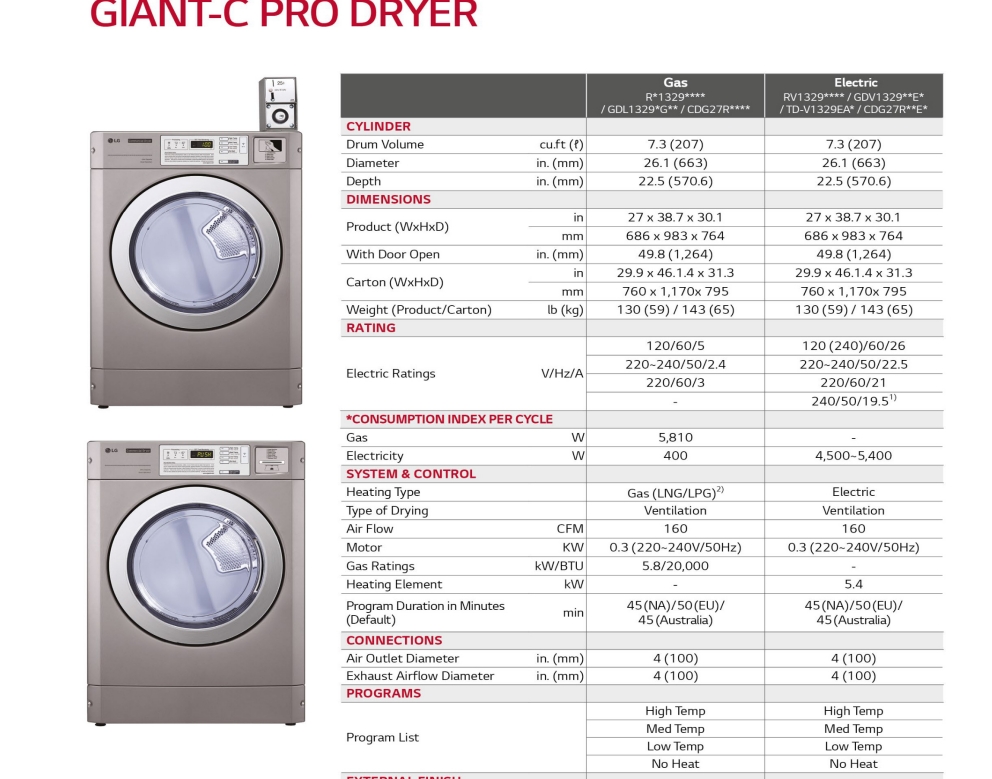 GIANT-C PRO DRYER
Gas Electric
R*1329**** RV1329**** / GDV1329**E*
/ GDL1329*G** / CDG27R**** / TD-V1329EA* / CDG27R**E*
CYLINDER
Drum Volume cu.ft (ℓ) 7.3 (207) 7.3 (207)
Diameter in. (mm) 26.1 (663) 26.1 (663)
Depth in. (mm) 22.5 (570.6) 22.5 (570.6)
DIMENSIONS
Product (WxHxD) in 27 x 38.7 x 30.1 27 x 38.7 x 30.1
mm 686 x 983 x 764 686 x 983 x 764
With Door Open in. (mm) 49.8 (1,264) 49.8 (1,264)
Carton (WxHxD) in 29.9 x 46.1.4 x 31.3 29.9 x 46.1.4 x 31.3
mm 760 x 1,170x 795 760 x 1,170x 795
Weight (Product/Carton) lb (kg) 130 (59) / 143 (65) 130 (59) / 143 (65)
RATING
Electric Ratings V/Hz/A 120/60/5 120 (240)/60/26
220~240/50/2.4 220~240/50/22.5
220/60/3 220/60/21
- 240/50/19.5¹⁾
*CONSUMPTION INDEX PER CYCLE
Gas W 5,810 -
Electricity W 400 4,500~5,400
SYSTEM & CONTROL
Heating Type Gas (LNG/LPG)²⁾ Electric
Type of Drying Ventilation Ventilation
Air Flow CFM 160 160
Motor KW 0.3 (220~240V/50Hz) 0.3 (220~240V/50Hz)
Gas Ratings kW/BTU 5.8/20,000 -
Heating Element kW - 5.4
Program Duration in Minutes (Default) min 45(NA)/50(EU)/ 45(NA)/50(EU)/
45(Australia) 45(Australia)
CONNECTIONS
Air Outlet Diameter in. (mm) 4 (100) 4 (100)
Exhaust Airflow Diameter in. (mm) 4 (100) 4 (100)
PROGRAMS
Program List High Temp High Temp
Med Temp Med Temp
Low Temp Low Temp
No Heat No Heat
EXTERNAL FINISH
LG
LG
PUSH